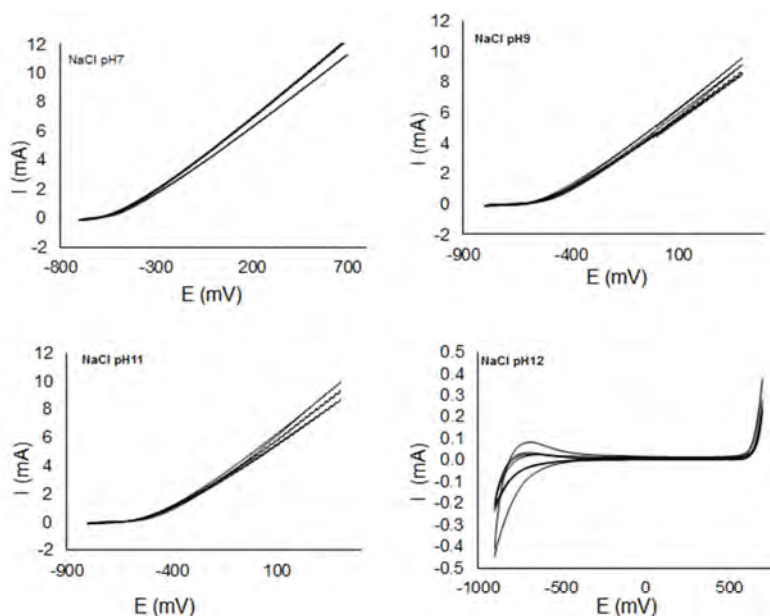 NaCl pH7
I (mA)
12
10
8
6
4
2
0
-2
-800 -300 200 700
E (mV)
NaCl pH9
I (mA)
12
10
8
6
4
2
0
-2
-900 -400 100
E (mV)
NaCl pH11
I (mA)
12
10
8
6
4
2
0
-2
-900 -400 100
E (mV)
NaCl pH12
I (mA)
0.5
0.4
0.3
0.2
0.1
0.0
-0.1
-0.2
-0.3
-0.4
-0.5
-1000 -500 0 500
E (mV)